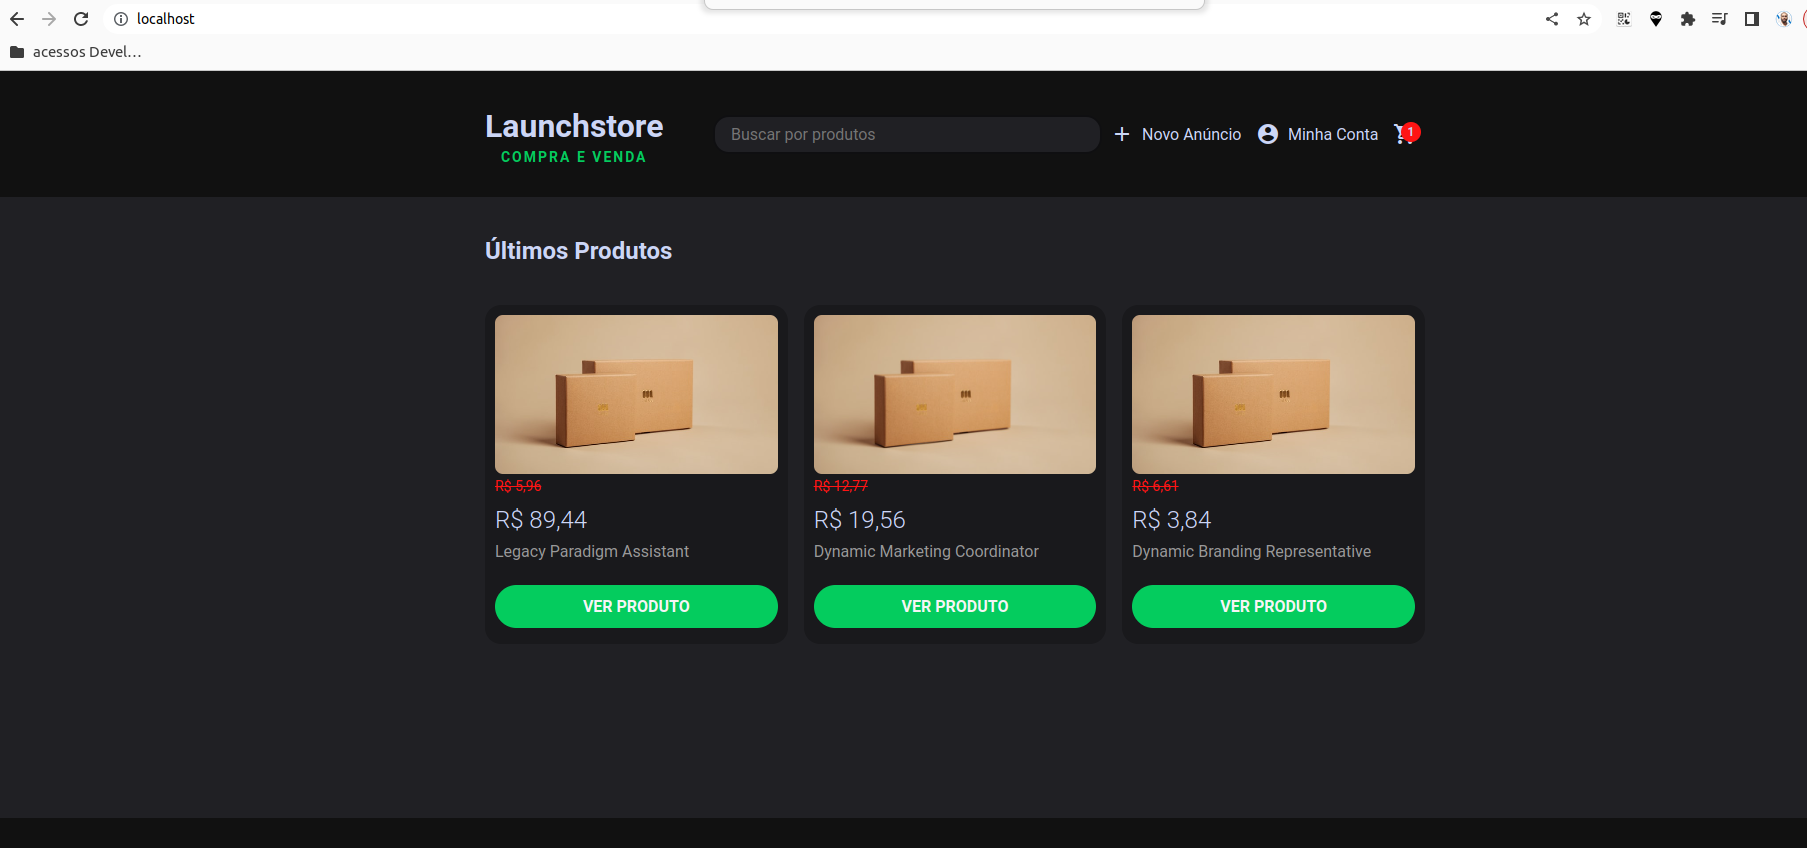 localhost
acessos Devel...
Launchstore
COMPRA E VENDA
Buscar por produtos
Novo Anúncio
Minha Conta
1
Últimos Produtos
R$ 5,96
R$ 89,44
Legacy Paradigm Assistant
VER PRODUTO
R$ 12,77
R$ 19,56
Dynamic Marketing Coordinator
VER PRODUTO
R$ 6,61
R$ 3,84
Dynamic Branding Representative
VER PRODUTO